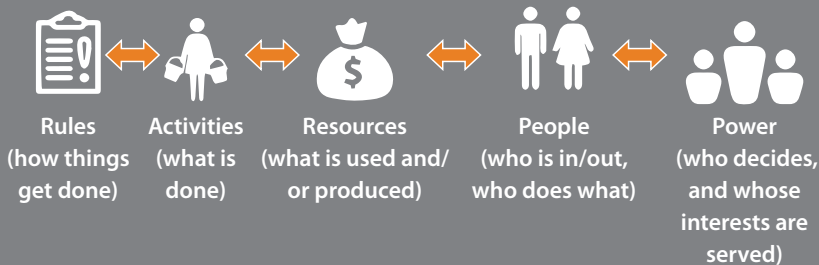 $
Rules
(how things
get done)
Activities
(what is
done)
Resources
(what is used and/
or produced)
People
(who is in/out,
who does what)
Power
(who decides,
and whose
interests are
served)